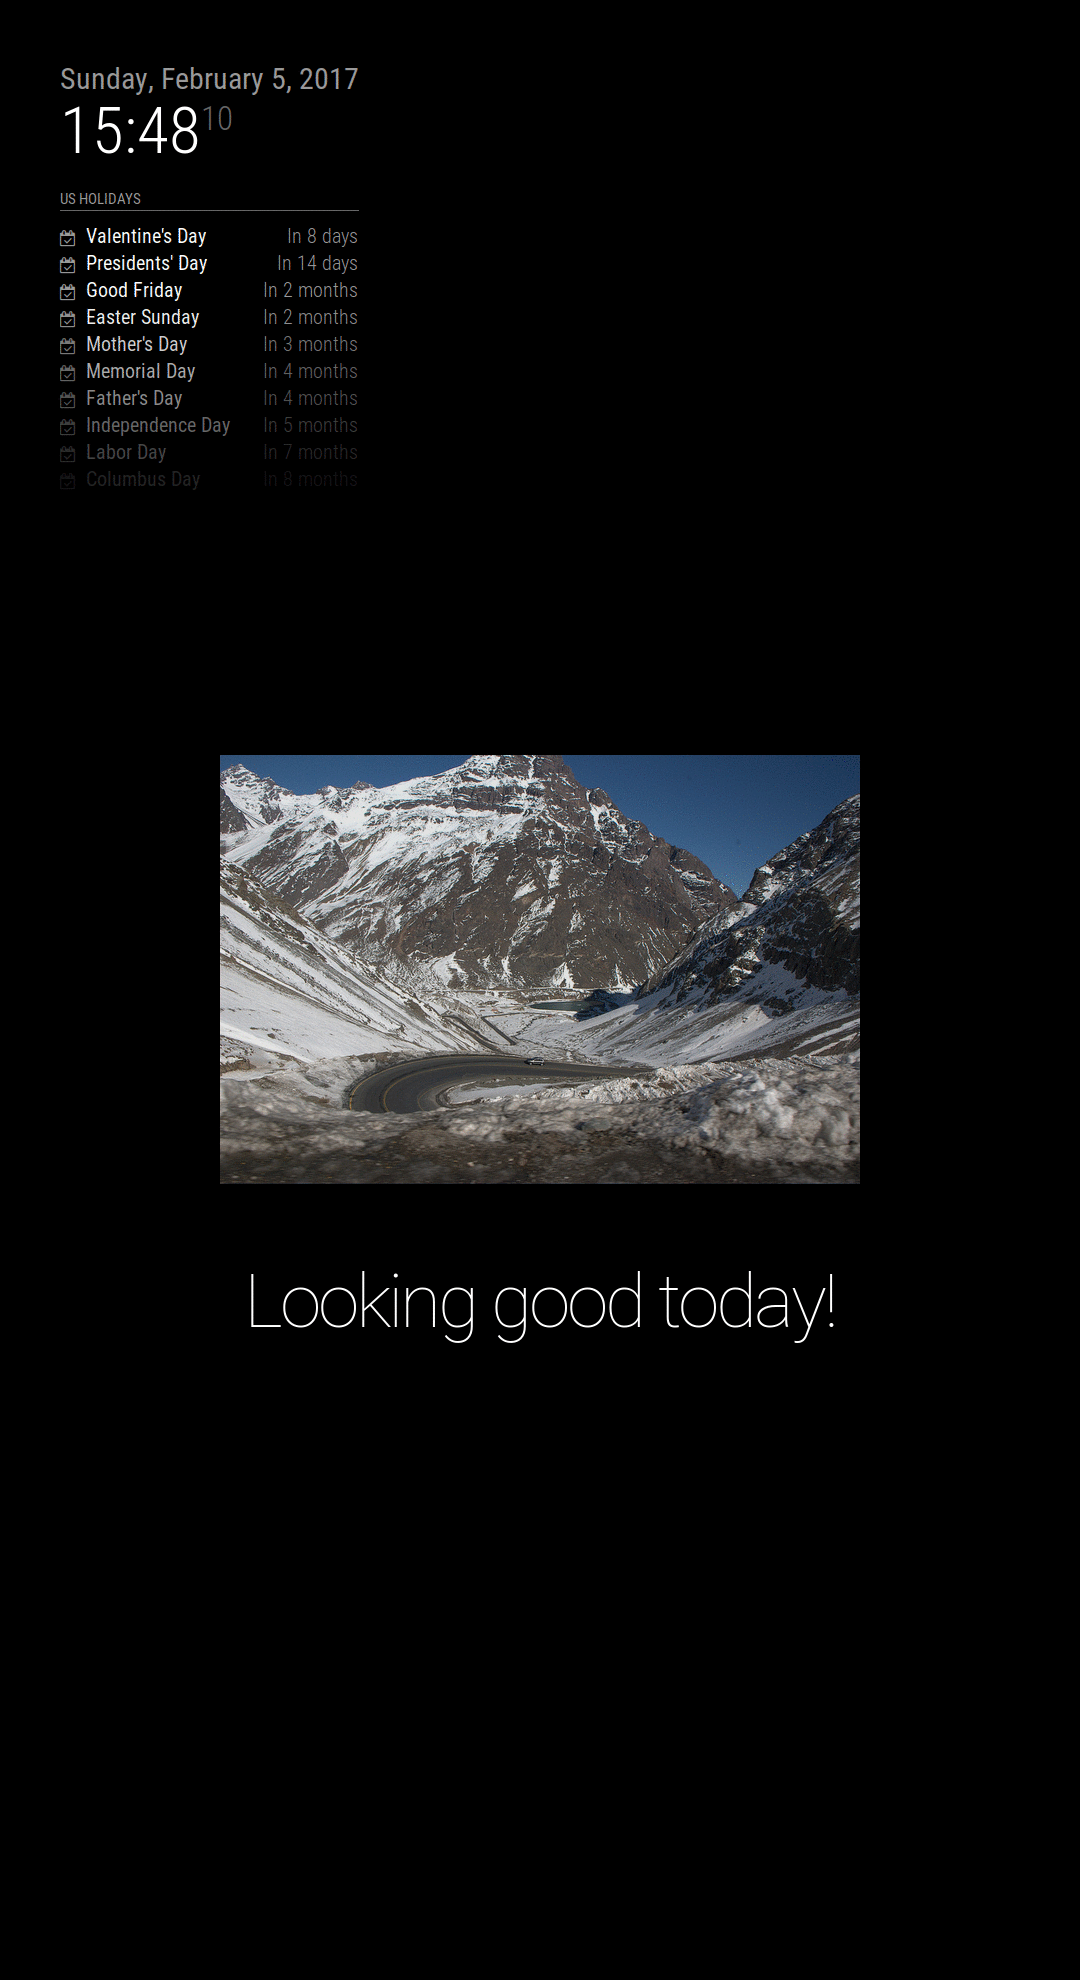 Sunday, February 5, 2017
15:48 10
US HOLIDAYS
Valentine's Day In 8 days
Presidents' Day In 14 days
Good Friday In 2 months
Easter Sunday In 2 months
Mother's Day In 3 months
Memorial Day In 4 months
Father's Day In 4 months
Independence Day In 5 months
Labor Day In 7 months
Columbus Day In 8 months
Looking good today!